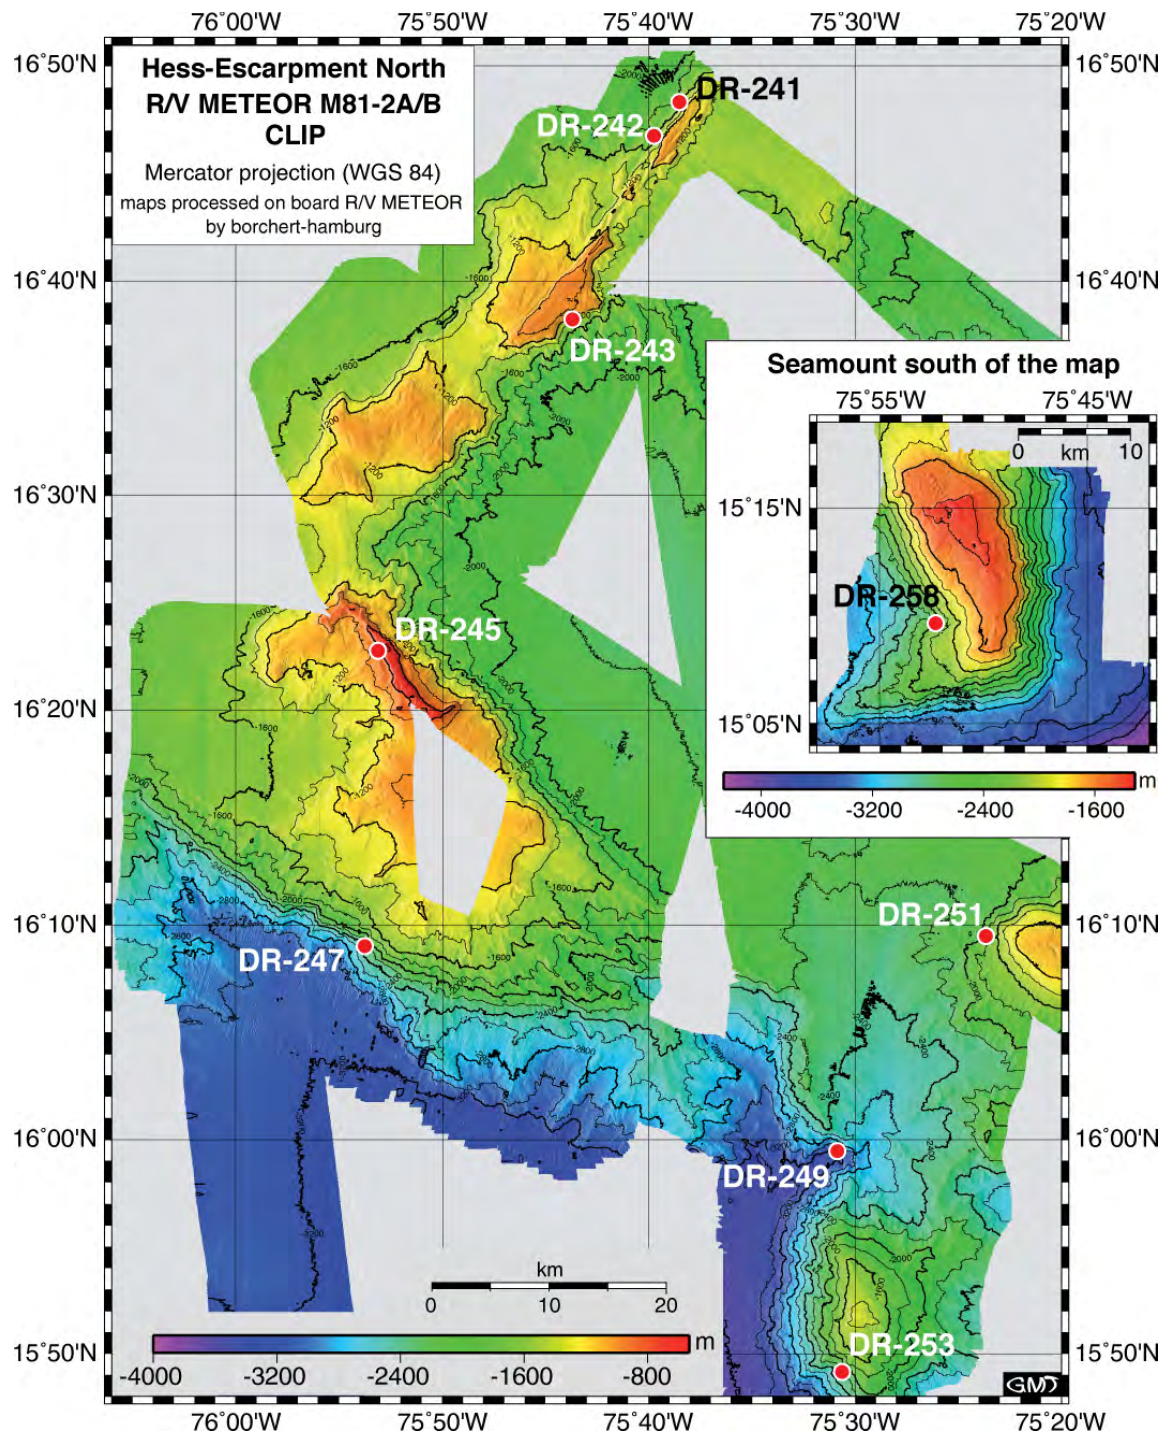 76°00'W 75°50'W 75°40'W 75°30'W 75°20'W
16°50'N 16°50'N
Hess-Escarpment North
R/V METEOR M81-2A/B
CLIP
Mercator projection (WGS 84)
maps processed on board R/V METEOR
by borchert-hamburg
DR-241
DR-242
16°40'N 16°40'N
DR-243
Seamount south of the map
75°55'W 75°45'W
0 km 10
16°30'N
15°15'N
DR-258
DR-245
16°20'N
15°05'N
m
-4000 -3200 -2400 -1600
DR-251
16°10'N 16°10'N
DR-247
16°00'N 16°00'N
DR-249
km
0 10 20
DR-253
m
15°50'N 15°50'N
-4000 -3200 -2400 -1600 -800
GMT
76°00'W 75°50'W 75°40'W 75°30'W 75°20'W